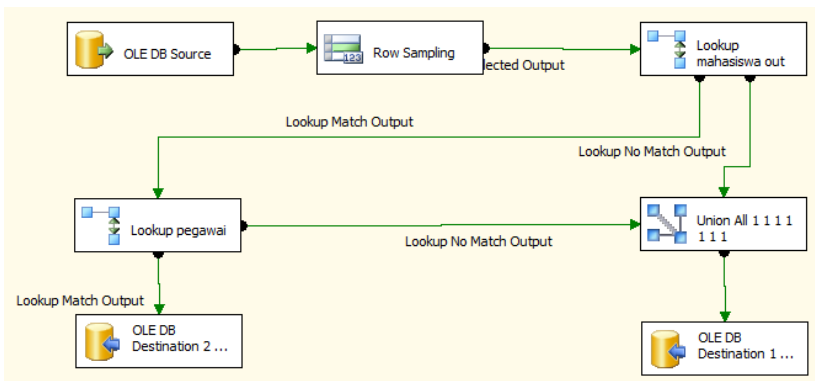 OLE DB Source
123
Row Sampling
lected Output
Lookup
mahasiswa out
Lookup Match Output
Lookup No Match Output
Lookup pegawai
Lookup No Match Output
Union All 1 1 1 1
1 1 1
Lookup Match Output
OLE DB
Destination 2 ...
OLE DB
Destination 1 ...